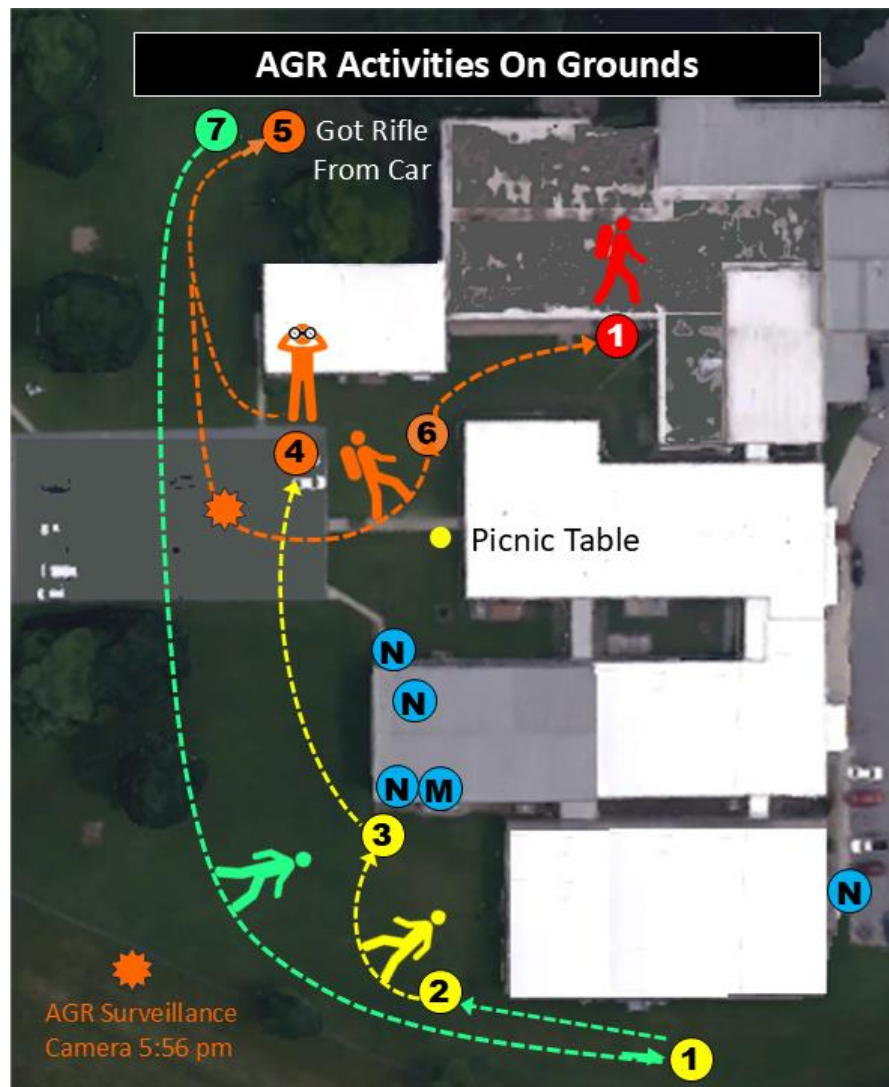 AGR Activities On Grounds
7
5
Got Rifle
From Car
1
6
4
Picnic Table
N
N
N
M
3
N
2
AGR Surveillance
Camera 5:56 pm
1